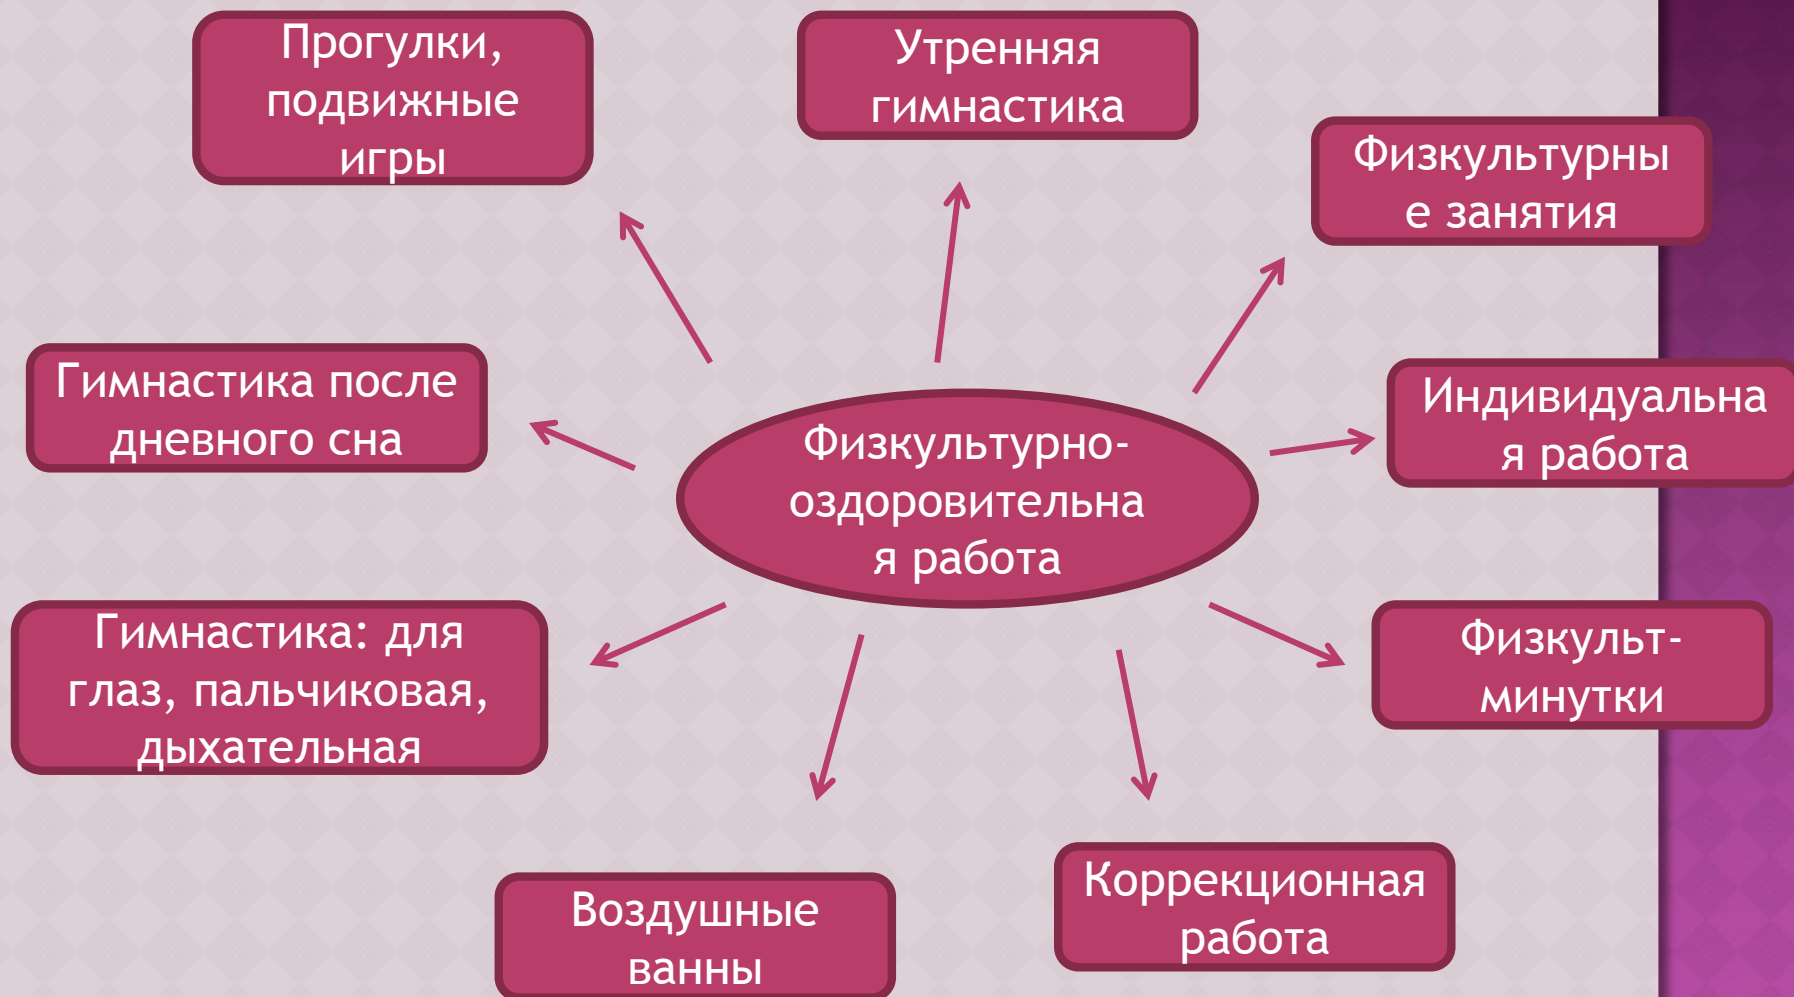 Прогулки,
подвижные
игры
Утренняя
гимнастика
Физкультурны
е занятия
Гимнастика после
дневного сна
Индивидуальна
я работа
Физкультурно-
оздоровительна
я работа
Гимнастика: для
глаз, пальчиковая,
дыхательная
Физкульт-
минутки
Воздушные
ванны
Коррекционная
работа